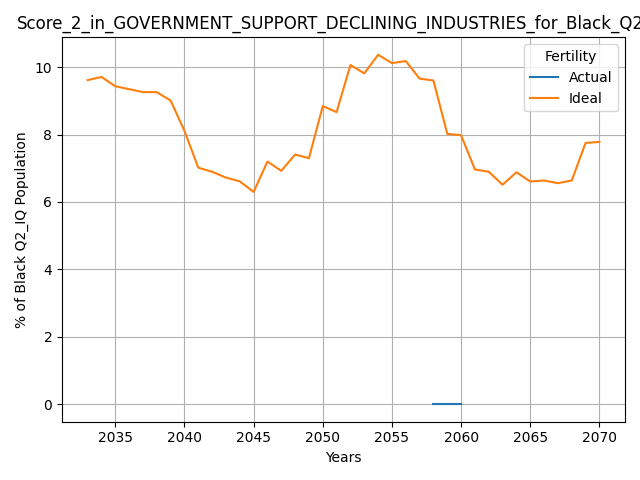 Score_2_in_GOVERNMENT_SUPPORT_DECLINING_INDUSTRIES_for_Black_Q2
Fertility
Actual
Ideal
% of Black Q2_IQ Population
10
8
6
4
2
0
2035 2040 2045 2050 2055 2060 2065 2070
Years